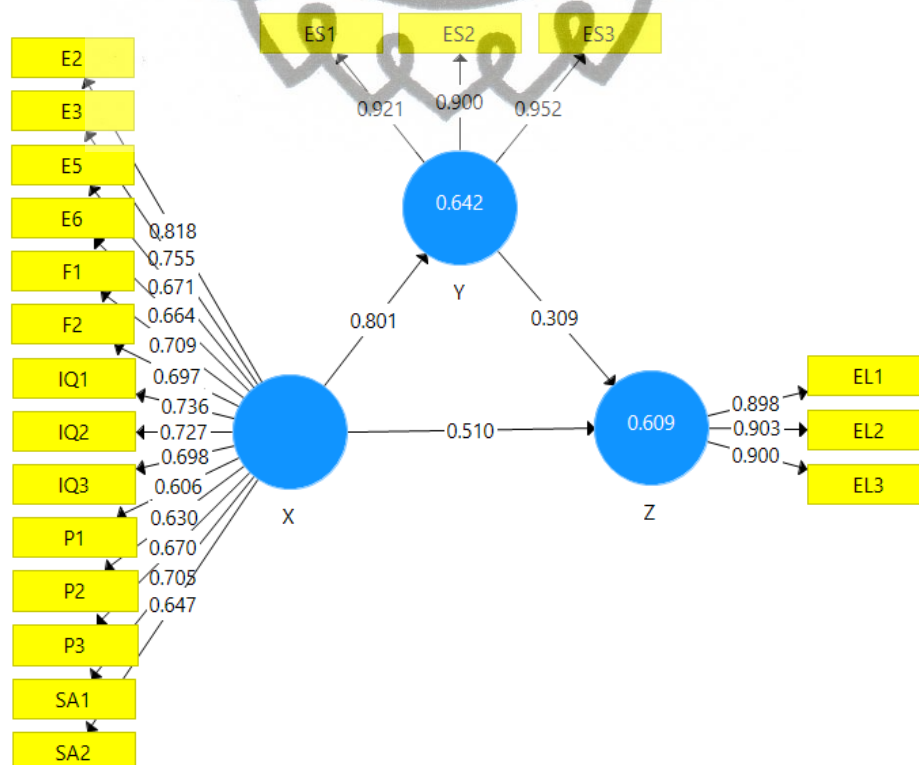 ES1 ES2 ES3
E2
E3
E5
E6
F1
F2
IQ1
IQ2
IQ3
P1
P2
P3
SA1
SA2
0.921 0.900 0.952
0.818
0.755
0.671
0.664
0.709
0.697
0.736
0.727
0.698
0.606
0.630
0.670
0.705
0.647
0.642
Y
0.801
0.309
0.510
X
0.609
Z
0.898
0.903
0.900
EL1
EL2
EL3